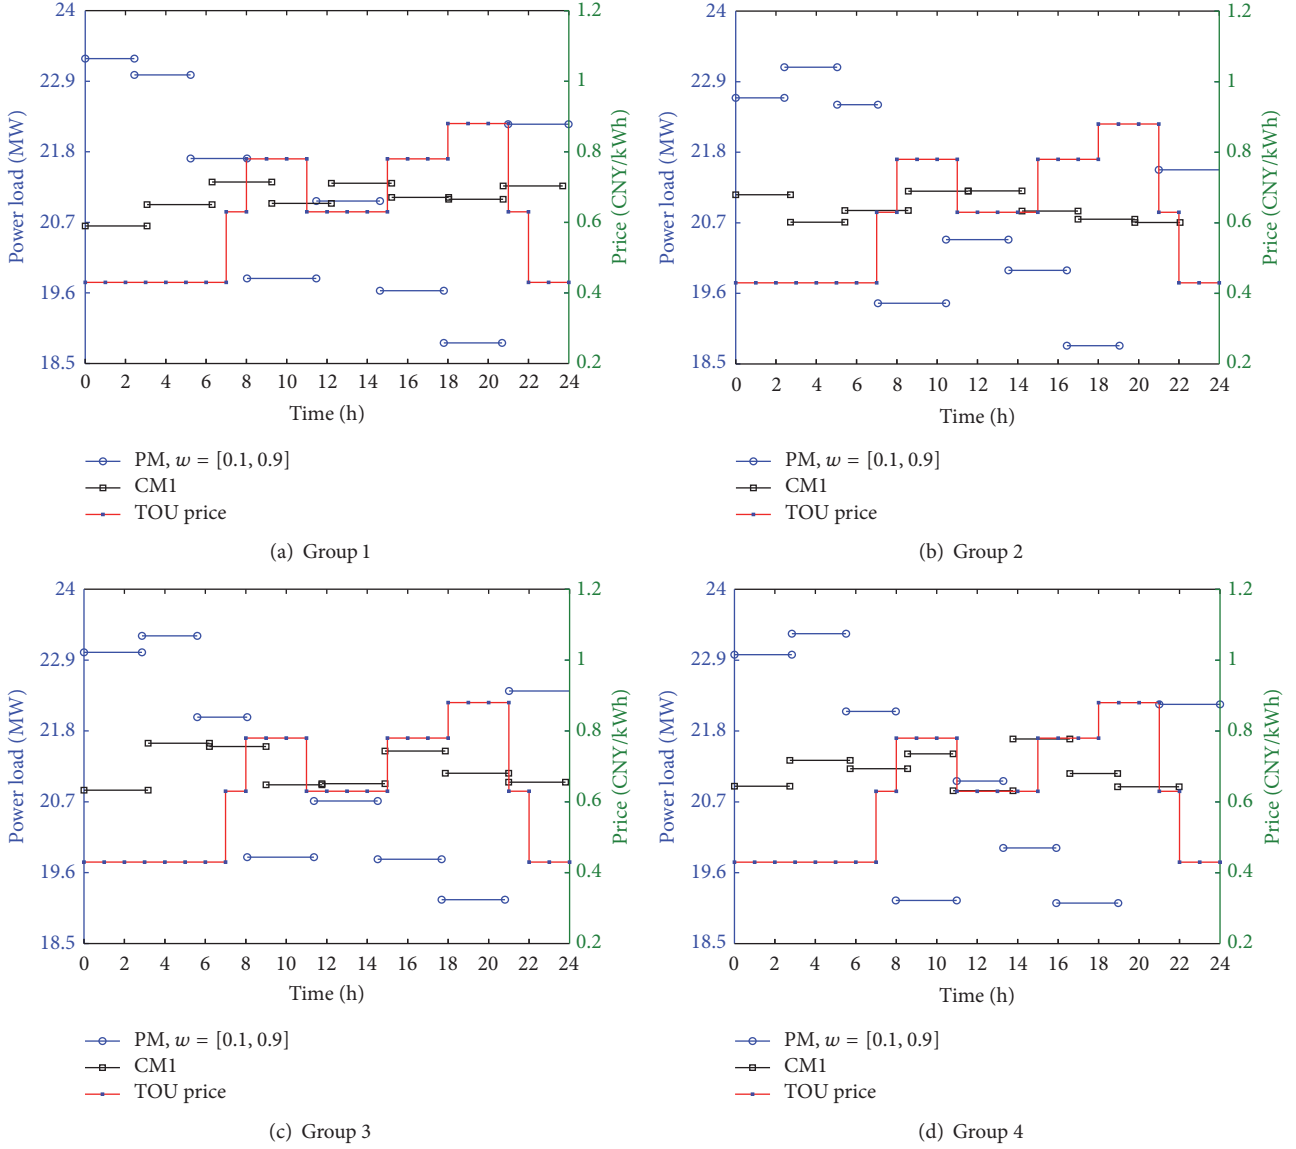 24
22.9
21.8
20.7
19.6
18.5
Power load (MW)
1.2
1
0.8
0.6
0.4
0.2
Price (CNY/kWh)
0 2 4 6 8 10 12 14 16 18 20 22 24
Time (h)
PM, w = [0.1, 0.9]
CM1
TOU price
(a) Group 1
24
22.9
21.8
20.7
19.6
18.5
Power load (MW)
1.2
1
0.8
0.6
0.4
0.2
Price (CNY/kWh)
0 2 4 6 8 10 12 14 16 18 20 22 24
Time (h)
PM, w = [0.1, 0.9]
CM1
TOU price
(b) Group 2
24
22.9
21.8
20.7
19.6
18.5
Power load (MW)
1.2
1
0.8
0.6
0.4
0.2
Price (CNY/kWh)
0 2 4 6 8 10 12 14 16 18 20 22 24
Time (h)
PM, w = [0.1, 0.9]
CM1
TOU price
(c) Group 3
24
22.9
21.8
20.7
19.6
18.5
Power load (MW)
1.2
1
0.8
0.6
0.4
0.2
Price (CNY/kWh)
0 2 4 6 8 10 12 14 16 18 20 22 24
Time (h)
PM, w = [0.1, 0.9]
CM1
TOU price
(d) Group 4